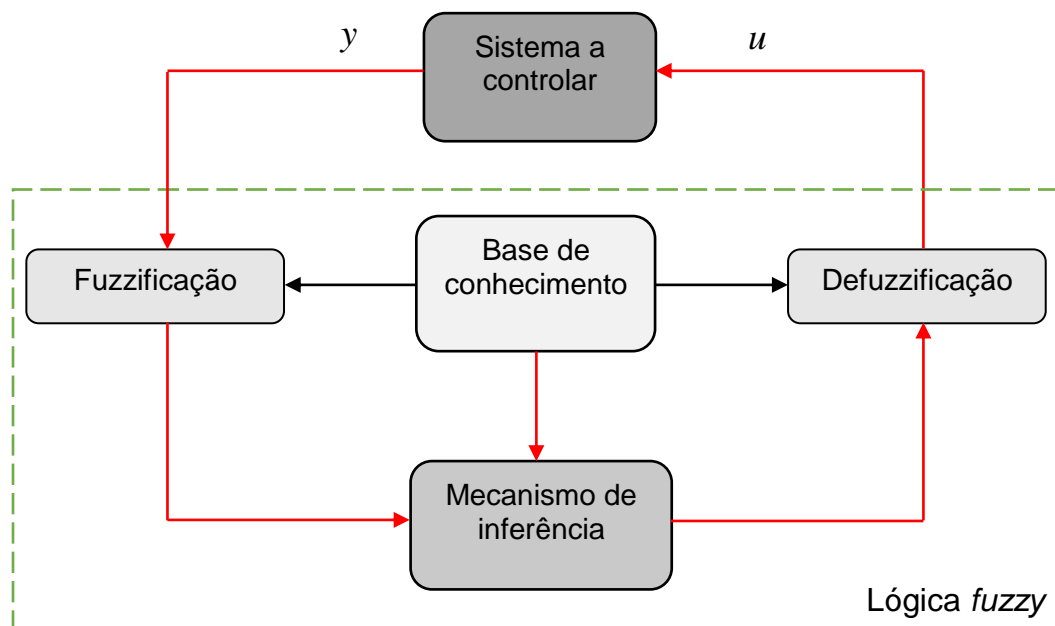 y
Sistema a
controlar
u
Fuzzificação
Base de
conhecimento
Defuzzificação
Mecanismo de
inferência
Lógica fuzzy